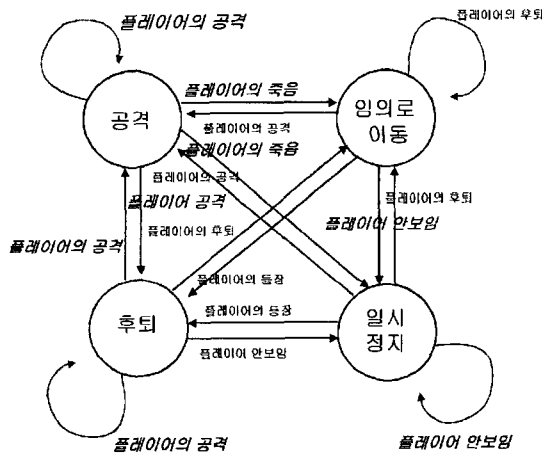 플레이어의 공격
플레이어의 후퇴
공격
플레이어의 죽음
임의로
이동
플레이어의 공격
플레이어의 죽음
플레이어의 공격
플레이어 공격
플레이어의 후퇴
플레이어 안보임
플레이어의 공격
플레이어의 후퇴
플레이어의 등장
후퇴
플레이어의 등장
일시
정지
플레이어 안보임
플레이어의 공격
플레이어 안보임